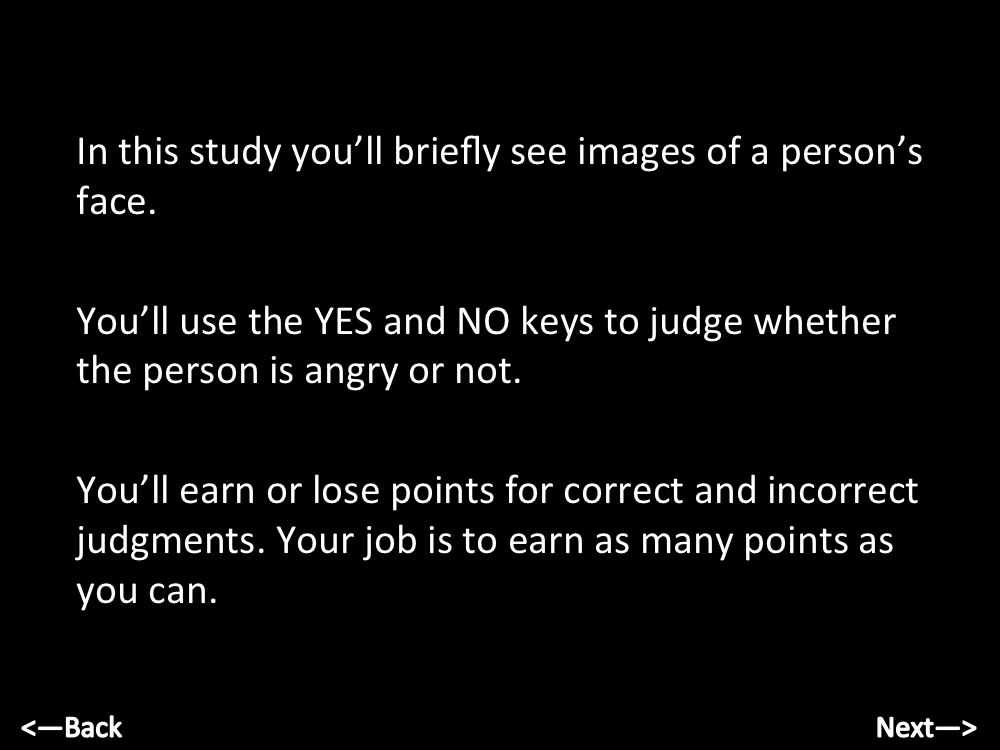 In this study you’ll briefly see images of a person’s
face.
You’ll use the YES and NO keys to judge whether
the person is angry or not.
You’ll earn or lose points for correct and incorrect
judgments. Your job is to earn as many points as
you can.
<—Back
Next—>